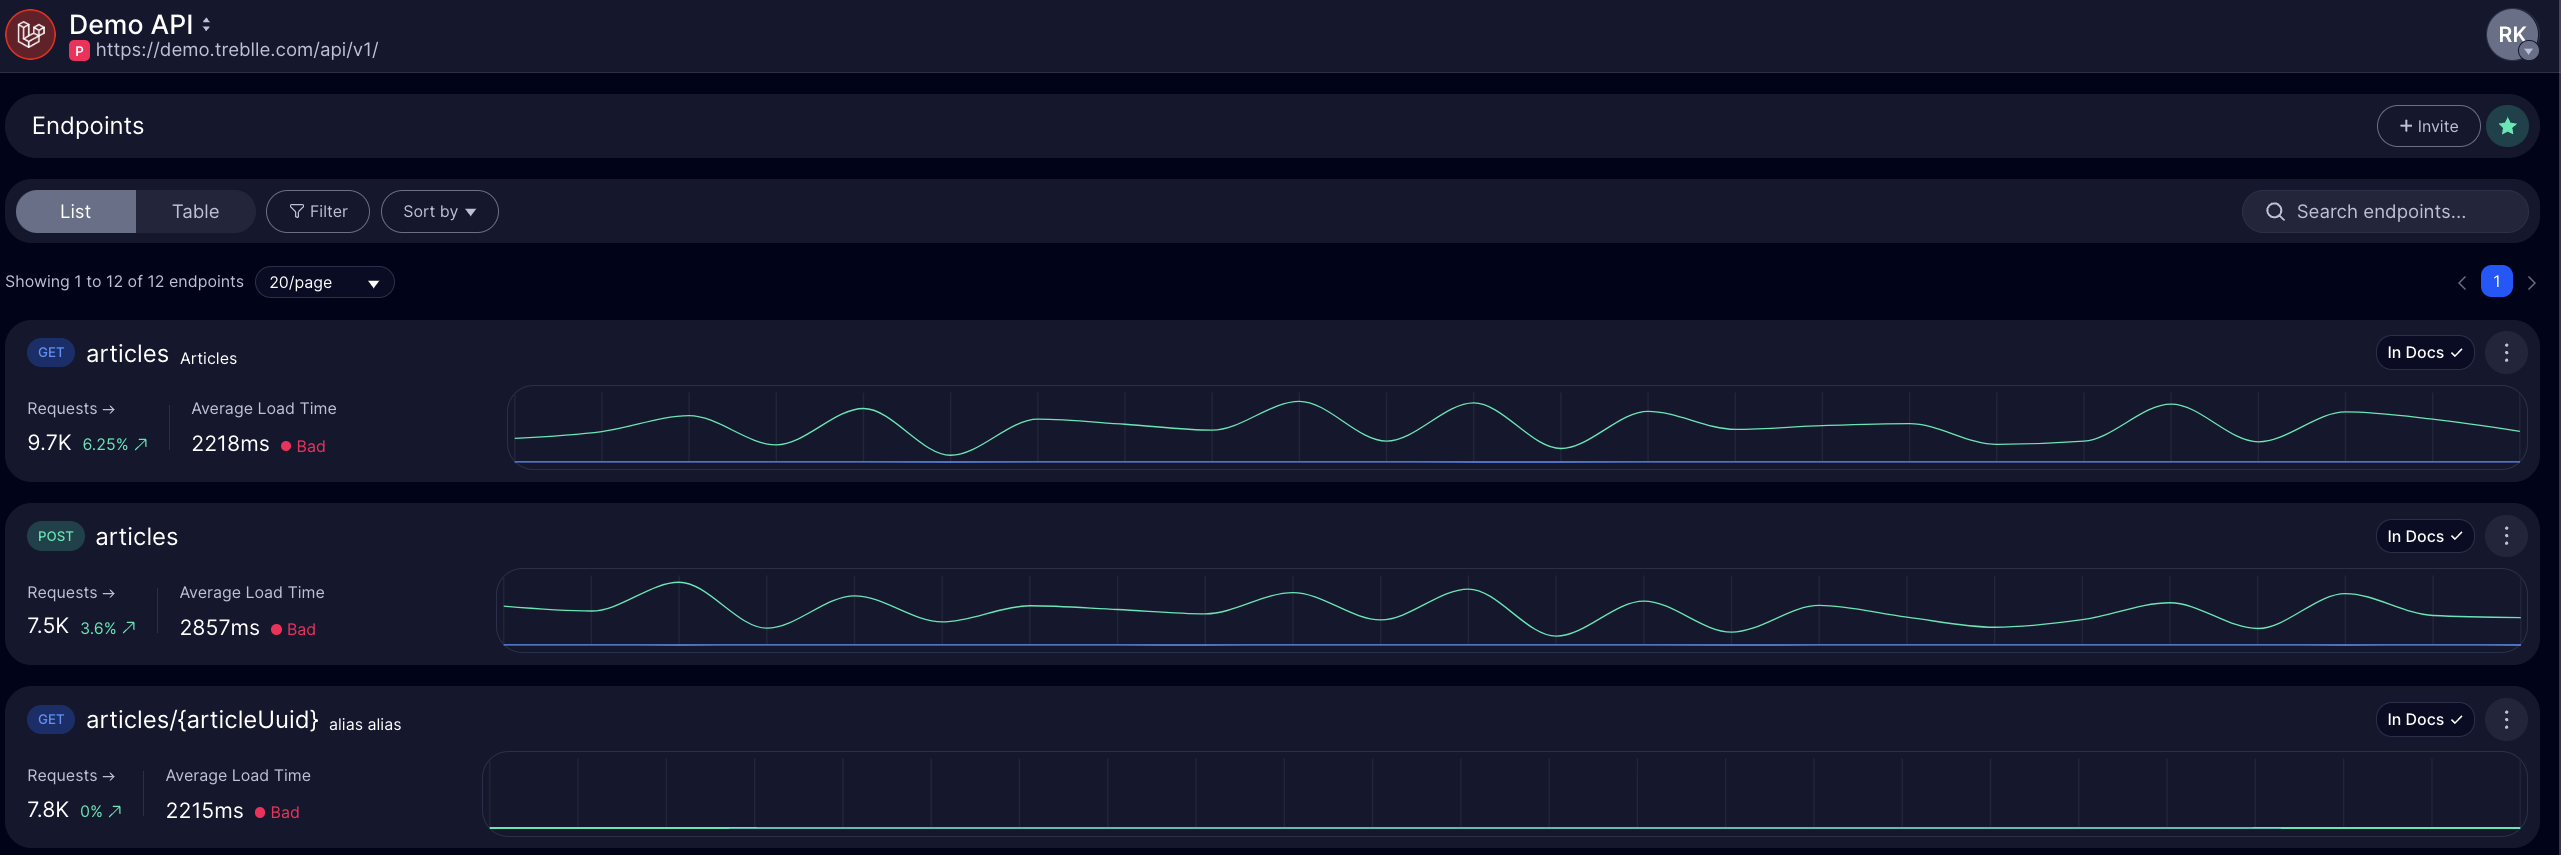 Demo API
P https://demo.treblle.com/api/v1/
RK
Endpoints
+ Invite
List Table Filter Sort by
Search endpoints...
Showing 1 to 12 of 12 endpoints 20/page
1
GET articles Articles
In Docs ✓
Requests → Average Load Time
9.7K 6.25% ↗ 2218ms Bad
POST articles
In Docs ✓
Requests → Average Load Time
7.5K 3.6% ↗ 2857ms Bad
GET articles/{articleUuid} alias alias
In Docs ✓
Requests → Average Load Time
7.8K 0% ↗ 2215ms Bad